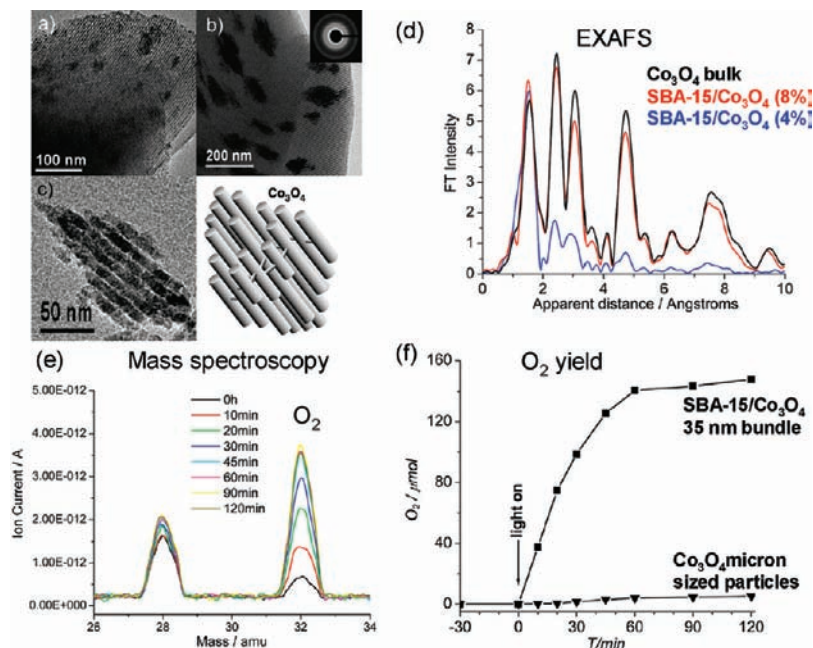 a)
100 nm
b)
200 nm
c)
50 nm
Co₃O₄
(d)
EXAFS
Co₃O₄ bulk
SBA-15/Co₃O₄ (8%)
SBA-15/Co₃O₄ (4%)
FT Intensity
8
7
6
5
4
3
2
1
0
0 2 4 6 8 10
Apparent distance / Angstroms
(e)
Mass spectroscopy
O₂
0h
10min
20min
30min
45min
60min
90min
120min
Ion Current / A
5.00E-012
4.00E-012
3.00E-012
2.00E-012
1.00E-012
0.00E+000
26 28 30 32 34
Mass / amu
(f)
O₂ yield
SBA-15/Co₃O₄
35 nm bundle
light on
Co₃O₄micron
sized particles
O₂ / μmol
160
120
80
40
0
-30 0 30 60 90 120
T/min